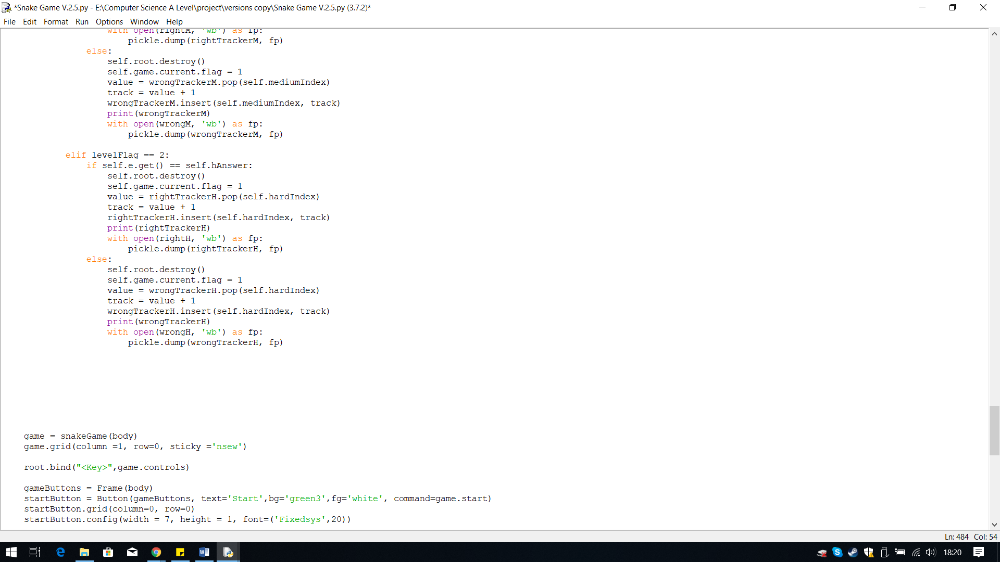 *Snake Game V.2.5.py - E:\Computer Science A Level\project\versions copy\Snake Game V.2.5.py (3.7.2)*
File Edit Format Run Options Window Help
with open(rightM, 'wb') as fp:
pickle.dump(rightTrackerM, fp)
else:
self.root.destroy()
self.game.current.flag = 1
value = wrongTrackerM.pop(self.mediumIndex)
track = value + 1
wrongTrackerM.insert(self.mediumIndex, track)
print(wrongTrackerM)
with open(wrongM, 'wb') as fp:
pickle.dump(wrongTrackerM, fp)
elif levelFlag == 2:
if self.e.get() == self.hAnswer:
self.root.destroy()
self.game.current.flag = 1
value = rightTrackerH.pop(self.hardIndex)
track = value + 1
rightTrackerH.insert(self.hardIndex, track)
print(rightTrackerH)
with open(rightH, 'wb') as fp:
pickle.dump(rightTrackerH, fp)
else:
self.root.destroy()
self.game.current.flag = 1
value = wrongTrackerH.pop(self.hardIndex)
track = value + 1
wrongTrackerH.insert(self.hardIndex, track)
print(wrongTrackerH)
with open(wrongH, 'wb') as fp:
pickle.dump(wrongTrackerH, fp)
game = snakeGame(body)
game.grid(column =1, row=0, sticky ='nsew')
root.bind("<Key>",game.controls)
gameButtons = Frame(body)
startButton = Button(gameButtons, text='Start',bg='green3',fg='white', command=game.start)
startButton.grid(column=0, row=0)
startButton.config(width = 7, height = 1, font=('Fixedsys',20))
Ln: 484 Col: 54
18:20